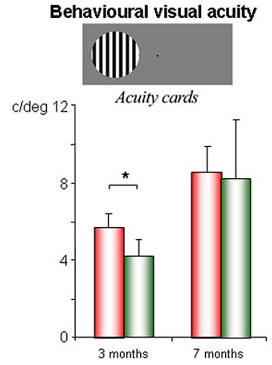 Behavioural visual acuity
Acuity cards
c/deg 12
8
*
4
0
3 months 7 months